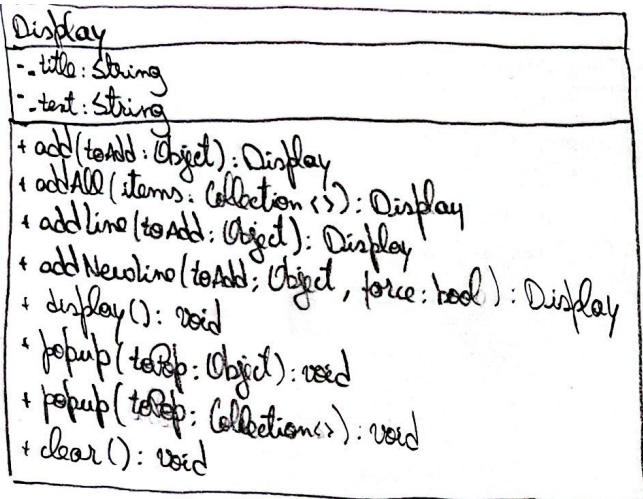 Display
- _title: String
- _text: String
+ add(toAdd: Object): Display
+ addAll(items: Collection<>): Display
+ addLine(toAdd: Object): Display
+ addNewline(toAdd: Object, force: bool): Display
+ display(): void
+ popup(toPop: Object): void
+ popup(toPop: Collection<>): void
+ clear(): void